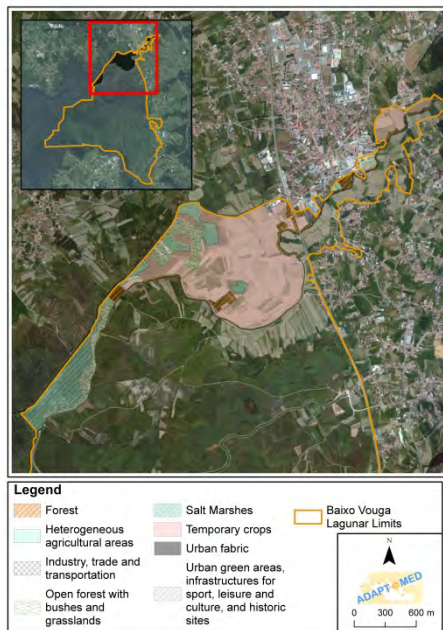 Legend
Forest
Heterogeneous
agricultural areas
Industry, trade and
transportation
Open forest with
bushes and
grasslands
Salt Marshes
Temporary crops
Urban fabric
Urban green areas,
infrastructures for
sport, leisure and
culture, and historic
sites
Baixo Vouga
Lagunar Limits
ADAPT MED
0 600 m